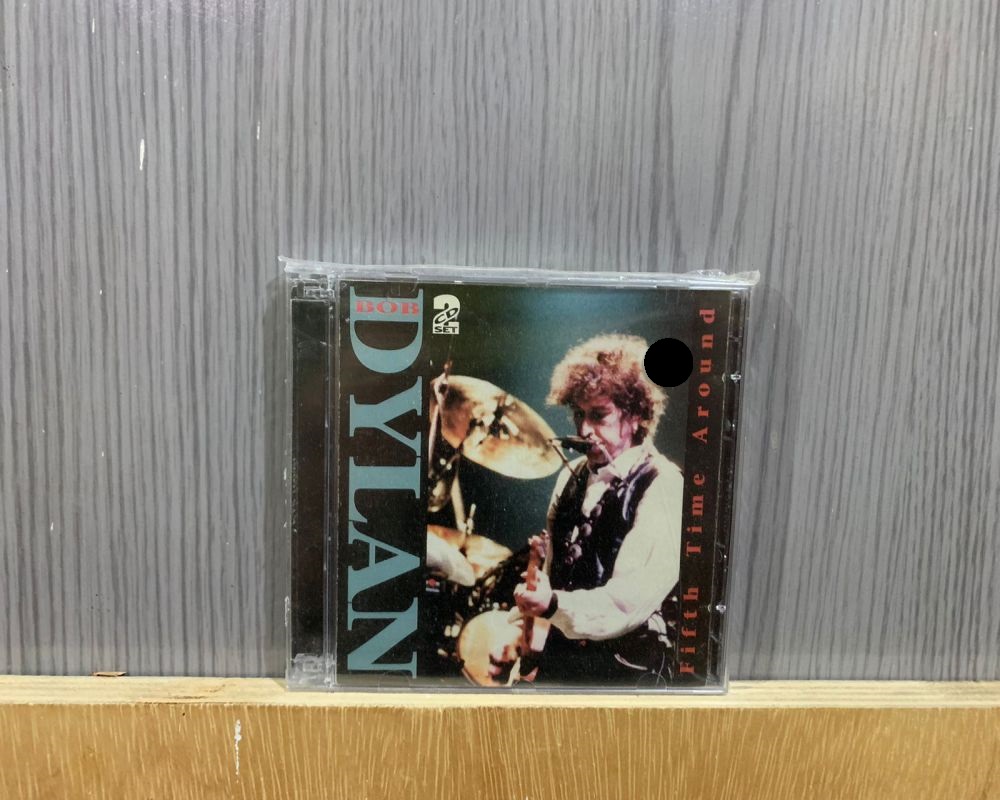 BOB
DYLAN
2
CD
SET
Fifth Time Around